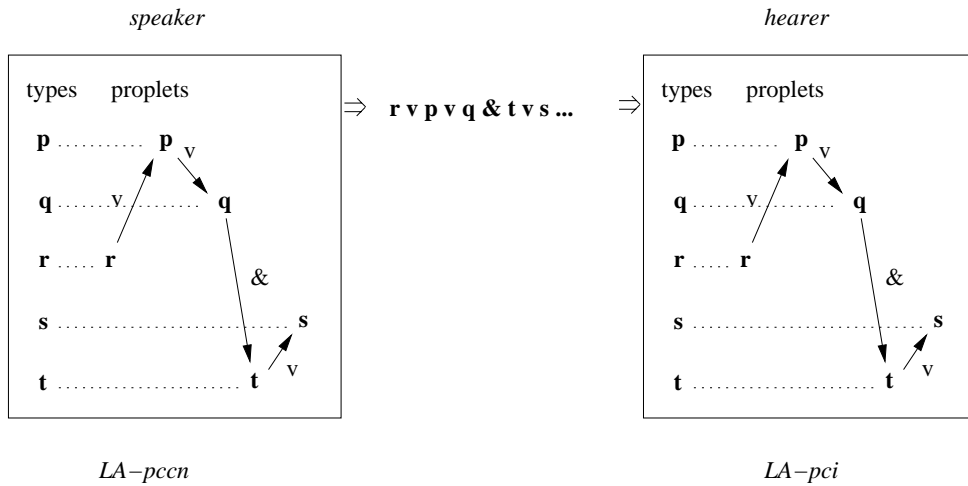 speaker
hearer
types proplets
⇒ r v p v q & t v s ... ⇒
types proplets
p ........................ p
v
q ........................ q
v
r ..... r
&
s ........................ s
t ........................ t
v
p ........................ p
v
q ........................ q
v
r ..... r
&
s ........................ s
t ........................ t
v
LA−pccn
LA−pci